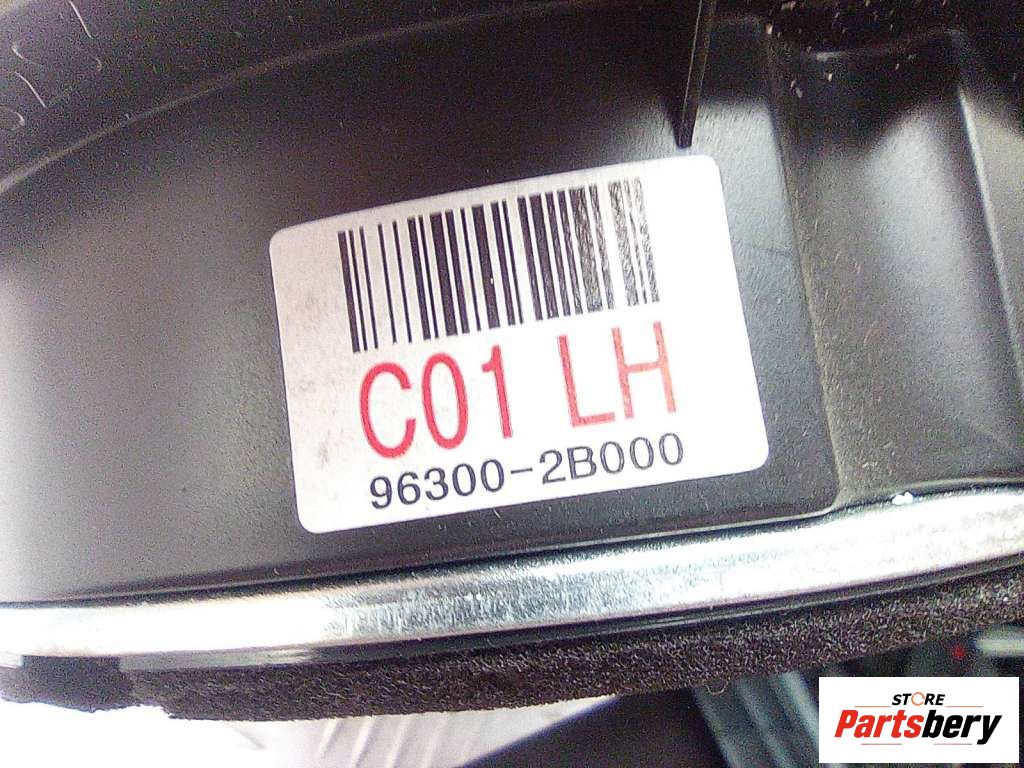 C01 LH
96300-2B000
STORE
Partsbery